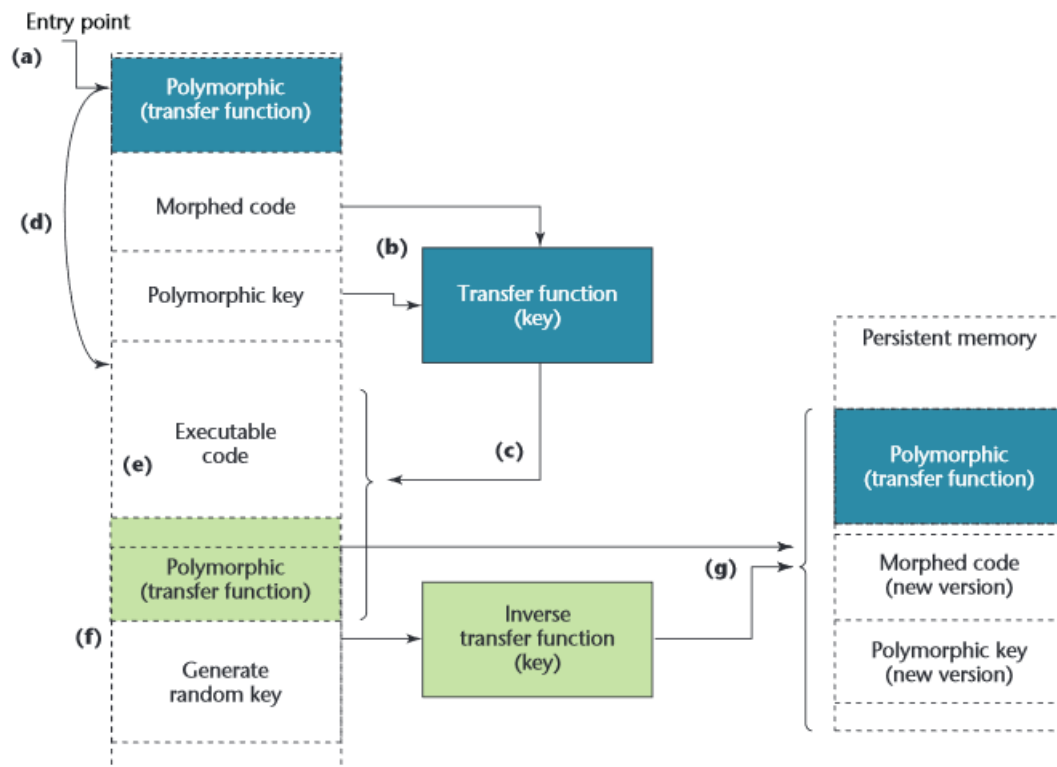 Entry point
(a)
Polymorphic
(transfer function)
Morphed code
(d)
(b)
Polymorphic key
Transfer function
(key)
Persistent memory
Executable
code
(e)
(c)
Polymorphic
(transfer function)
Polymorphic
(transfer function)
(g)
Morphed code
(new version)
Inverse
transfer function
(key)
(f)
Generate
random key
Polymorphic key
(new version)